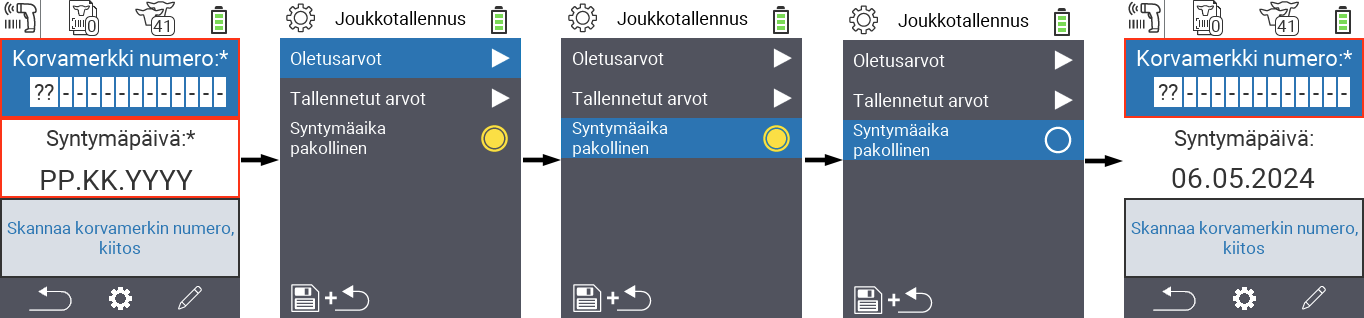 0
41
Korvamerkki numero:*
??-----------
Syntymäpäivä:*
PP.KK.YYYY
Skannaa korvamerkin numero,
kiitos
Joukkotallennus
Oletusarvot
Tallennetut arvot
Syntymäaika
pakollinen
+
Joukkotallennus
Oletusarvot
Tallennetut arvot
Syntymäaika
pakollinen
+
Joukkotallennus
Oletusarvot
Tallennetut arvot
Syntymäaika
pakollinen
+
0
41
Korvamerkki numero:*
??------------
Syntymäpäivä:
06.05.2024
Skannaa korvamerkin numero,
kiitos